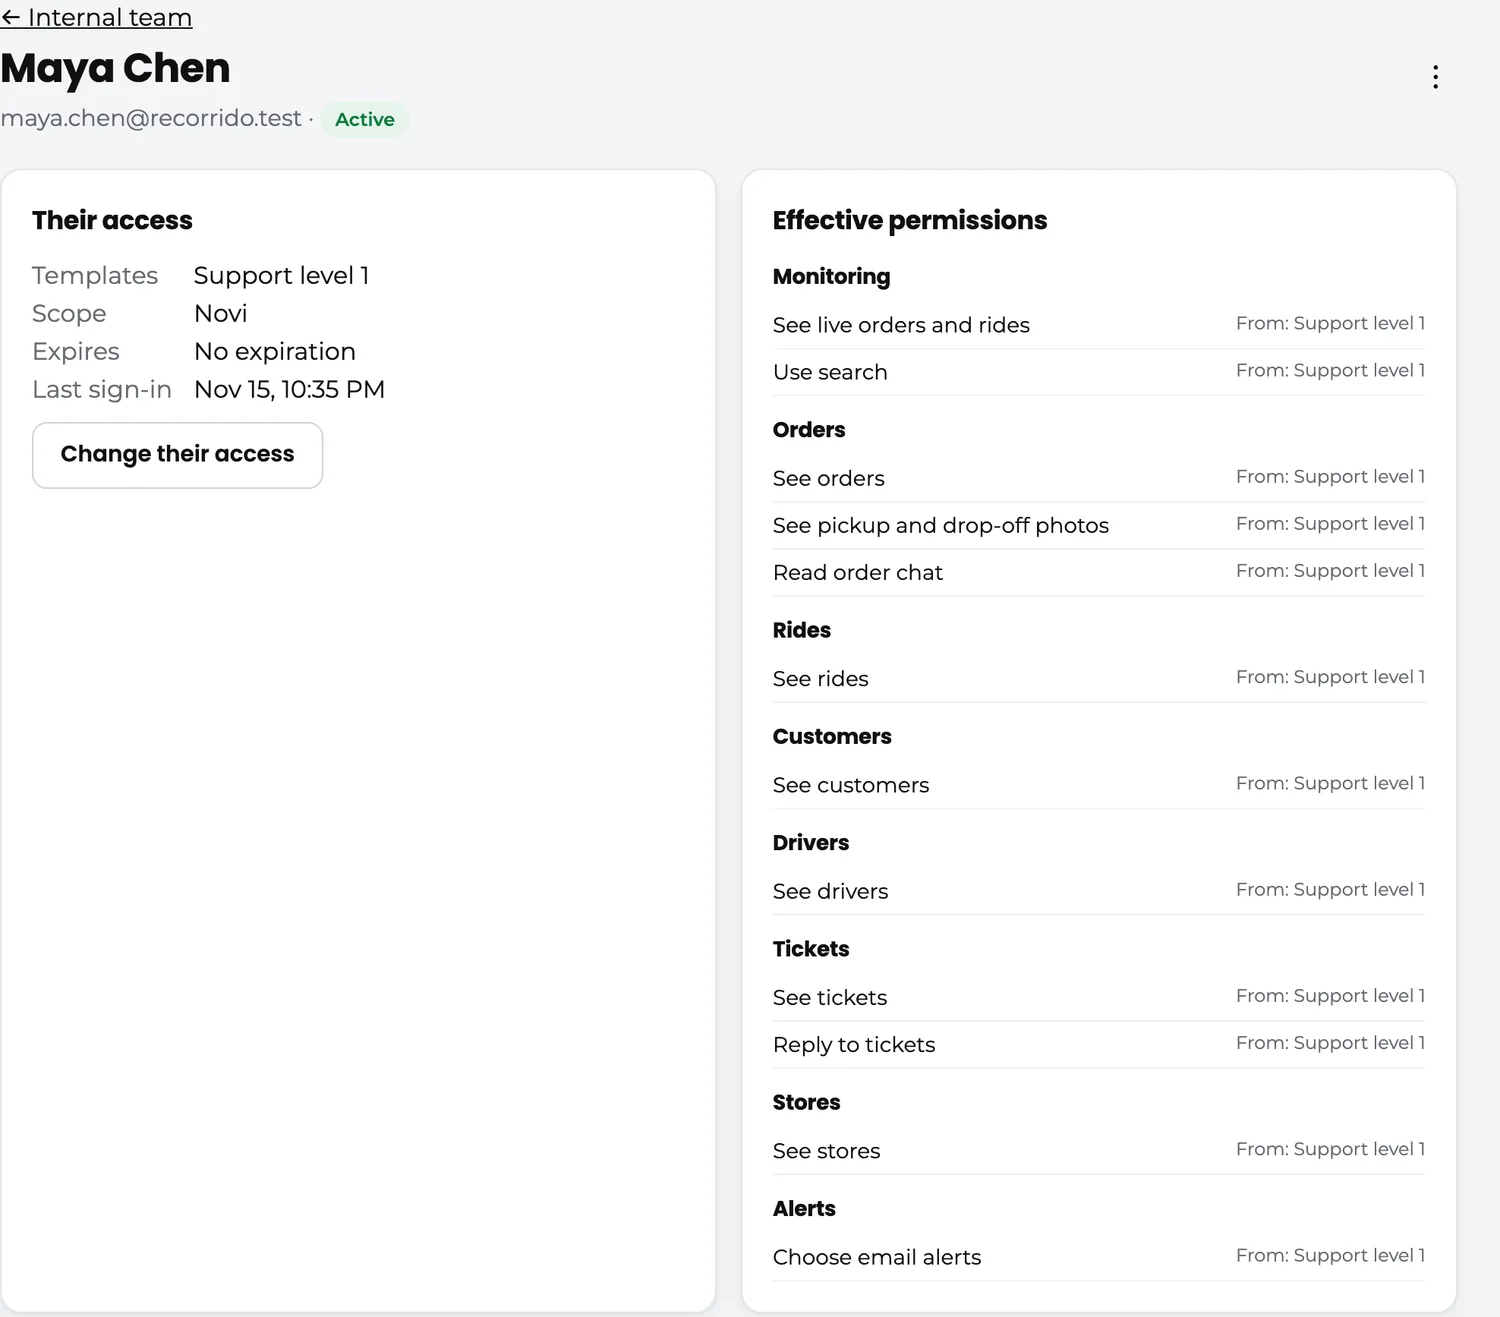 ← Internal team
Maya Chen
maya.chen@recorrido.test · Active
Their access
Templates Support level 1
Scope Novi
Expires No expiration
Last sign-in Nov 15, 10:35 PM
Change their access
Effective permissions
Monitoring
See live orders and rides From: Support level 1
Use search From: Support level 1
Orders
See orders From: Support level 1
See pickup and drop-off photos From: Support level 1
Read order chat From: Support level 1
Rides
See rides From: Support level 1
Customers
See customers From: Support level 1
Drivers
See drivers From: Support level 1
Tickets
See tickets From: Support level 1
Reply to tickets From: Support level 1
Stores
See stores From: Support level 1
Alerts
Choose email alerts From: Support level 1